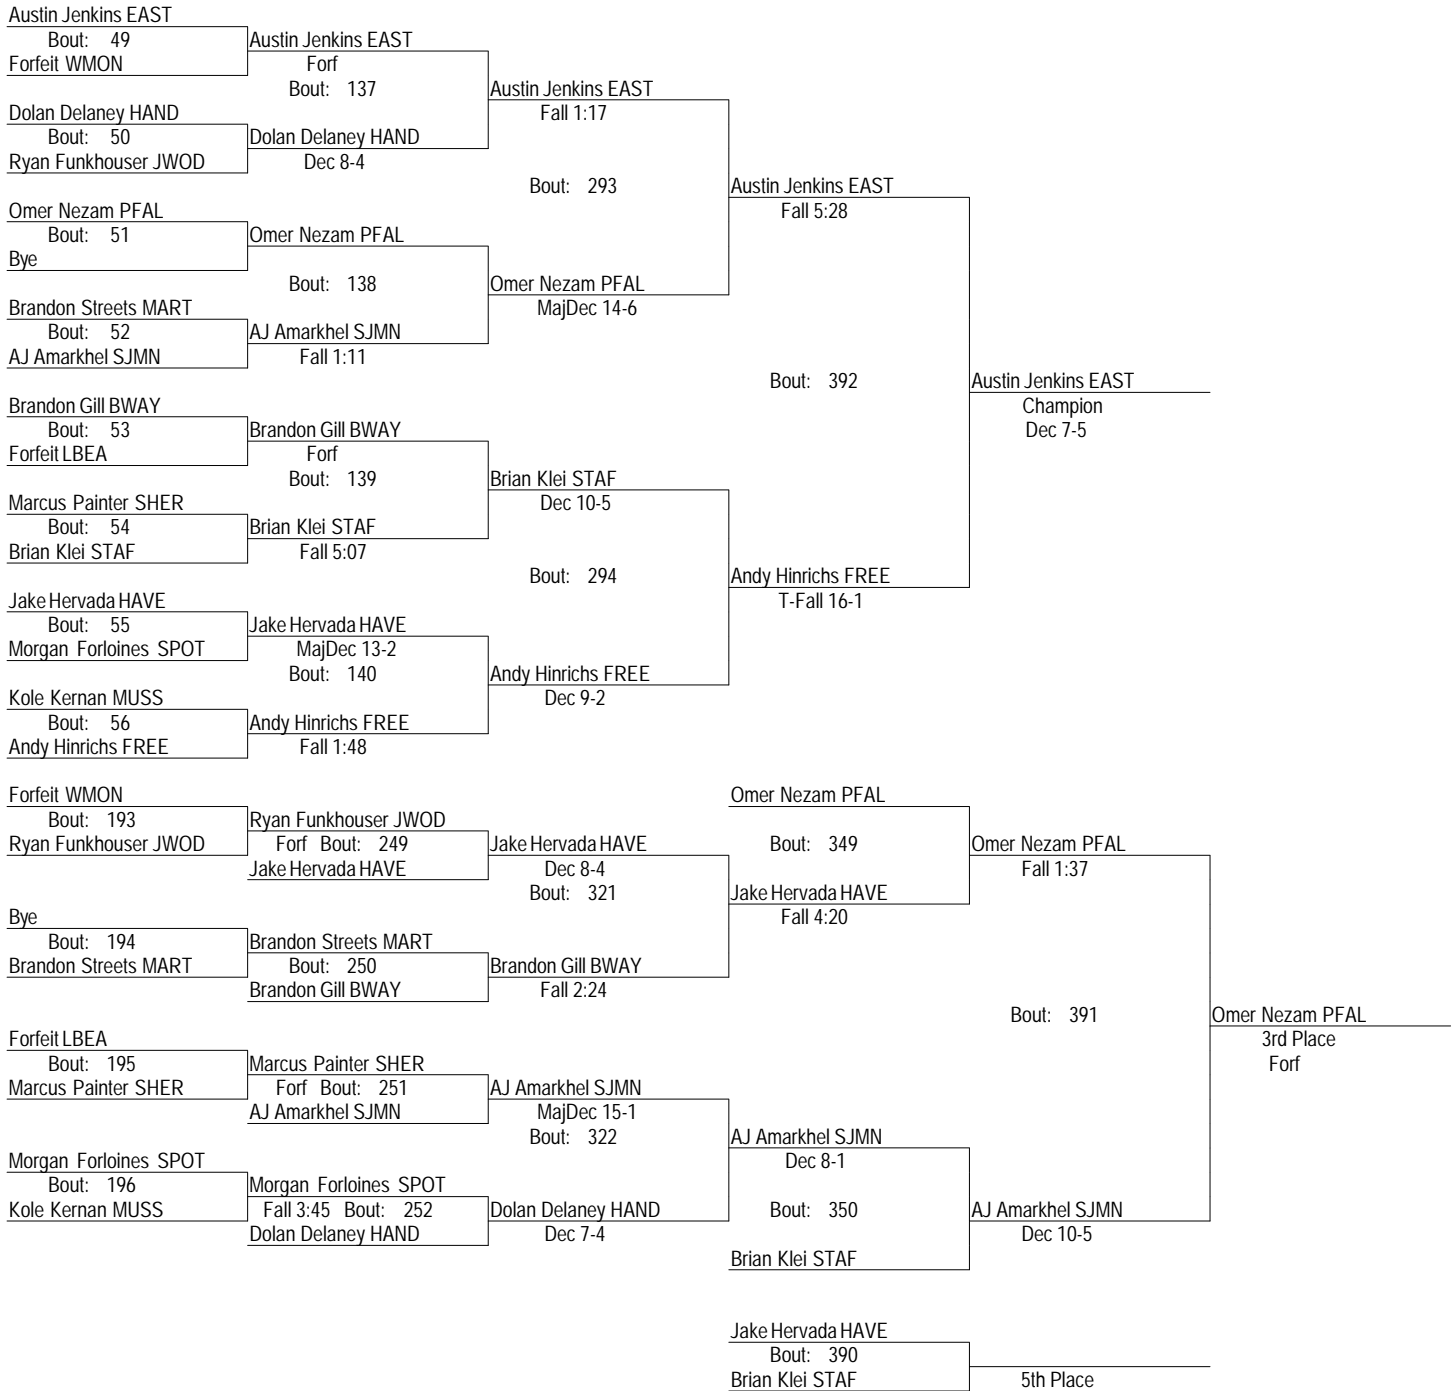 Austin Jenkins EAST
Bout: 49
Austin Jenkins EAST
Forfeit WMON
Forf
Bout: 137
Austin Jenkins EAST
Dolan Delaney HAND
Fall 1:17
Bout: 50
Dolan Delaney HAND
Ryan Funkhouser JWOD
Dec 8-4
Bout: 293
Austin Jenkins EAST
Omer Nezam PFAL
Fall 5:28
Bout: 51
Omer Nezam PFAL
Bye
Bout: 138
Omer Nezam PFAL
Brandon Streets MART
MajDec 14-6
Bout: 52
AJ Amarkhel SJMN
AJ Amarkhel SJMN
Fall 1:11
Bout: 392
Austin Jenkins EAST
Brandon Gill BWAY
Champion
Bout: 53
Brandon Gill BWAY
Dec 7-5
Forfeit LBEA
Forf
Bout: 139
Brian Klei STAF
Marcus Painter SHER
Dec 10-5
Bout: 54
Brian Klei STAF
Brian Klei STAF
Fall 5:07
Bout: 294
Andy Hinrichs FREE
Jake Hervada HAVE
T-Fall 16-1
Bout: 55
Jake Hervada HAVE
Morgan Forloines SPOT
MajDec 13-2
Bout: 140
Andy Hinrichs FREE
Kole Kernan MUSS
Dec 9-2
Bout: 56
Andy Hinrichs FREE
Andy Hinrichs FREE
Fall 1:48
Forfeit WMON
Omer Nezam PFAL
Bout: 193
Ryan Funkhouser JWOD
Ryan Funkhouser JWOD
Forf Bout: 249
Jake Hervada HAVE
Bout: 349
Omer Nezam PFAL
Jake Hervada HAVE
Dec 8-4
Fall 1:37
Bout: 321
Jake Hervada HAVE
Bye
Fall 4:20
Bout: 194
Brandon Streets MART
Brandon Streets MART
Bout: 250
Brandon Gill BWAY
Brandon Gill BWAY
Fall 2:24
Bout: 391
Omer Nezam PFAL
Forfeit LBEA
3rd Place
Bout: 195
Marcus Painter SHER
Forf
Marcus Painter SHER
Forf Bout: 251
AJ Amarkhel SJMN
AJ Amarkhel SJMN
MajDec 15-1
Bout: 322
AJ Amarkhel SJMN
Morgan Forloines SPOT
Dec 8-1
Bout: 196
Morgan Forloines SPOT
Kole Kernan MUSS
Fall 3:45 Bout: 252
Dolan Delaney HAND
Bout: 350
AJ Amarkhel SJMN
Dolan Delaney HAND
Dec 7-4
Dec 10-5
Brian Klei STAF
Jake Hervada HAVE
Bout: 390
Brian Klei STAF
5th Place